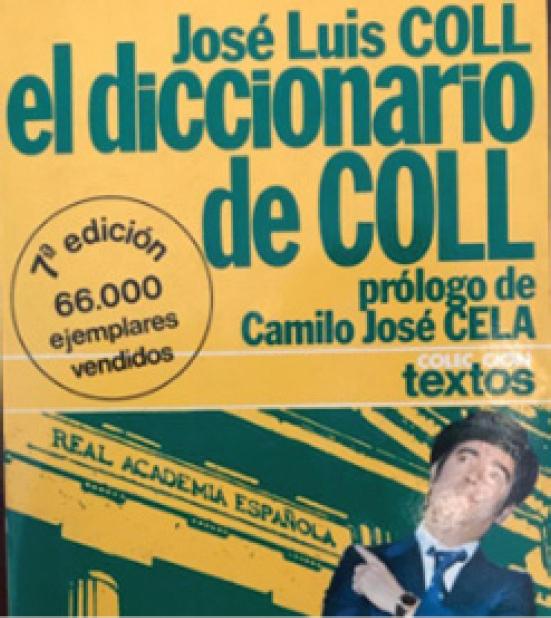 José Luis COLL
el diccionario
de COLL
prólogo de
Camilo José CELA
7ª edición
66.000
ejemplares
vendidos
COLECCION
textos
REAL ACADEMIA ESPAÑOLA